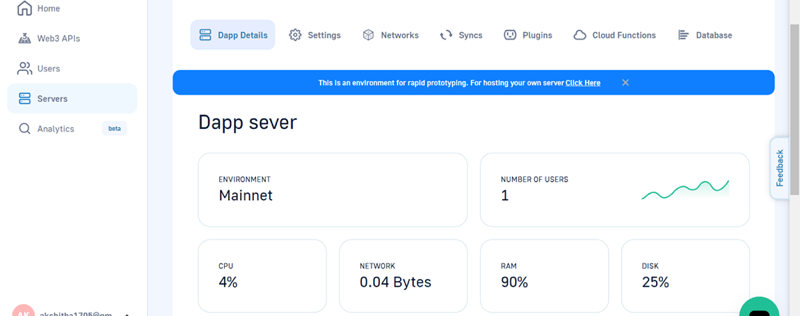 Home
Web3 APIs
Users
Servers
Analytics beta
Dapp Details Settings Networks Syncs Plugins Cloud Functions Database
This is an environment for rapid prototyping. For hosting your own server Click Here
Dapp sever
ENVIRONMENT
Mainnet
NUMBER OF USERS
1
CPU
4%
NETWORK
0.04 Bytes
RAM
90%
DISK
25%
Feedback